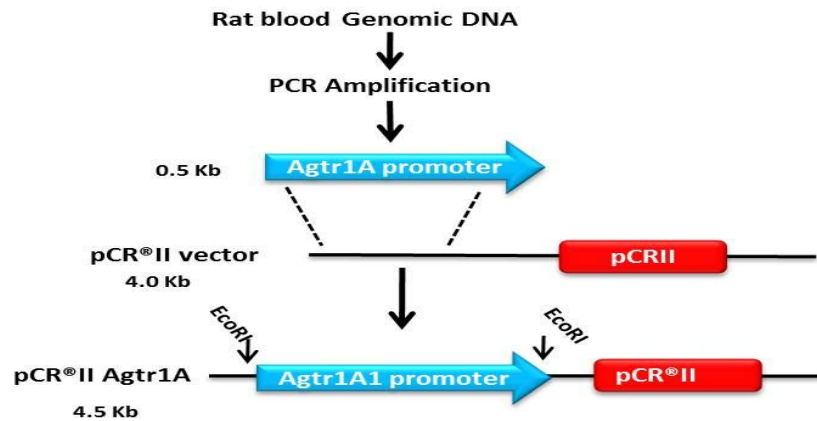 Rat blood Genomic DNA
PCR Amplification
0.5 Kb
Agtr1A promoter
pCR®II vector
4.0 Kb
pCRII
EcoRI
EcoRI
pCR®II Agtr1A
4.5 Kb
Agtr1A1 promoter
pCR®II